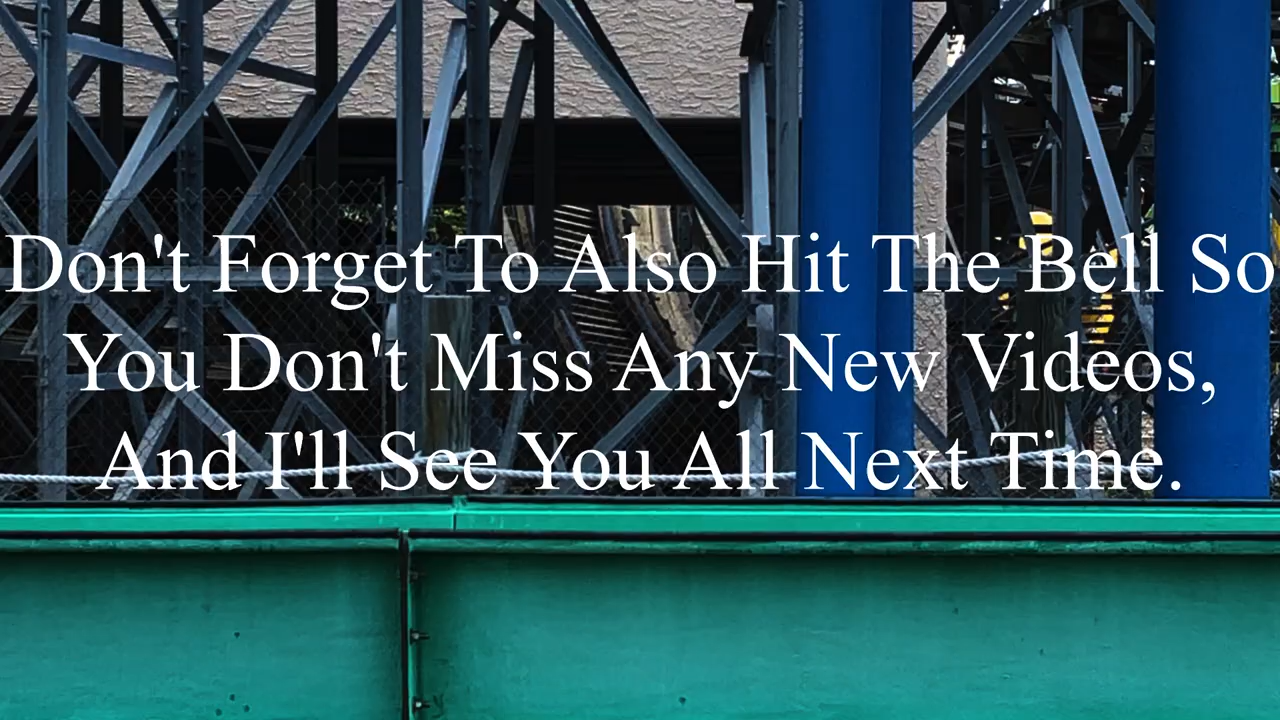 Don't Forget To Also Hit The Bell So
You Don't Miss Any New Videos,
And I'll See You All Next Time.